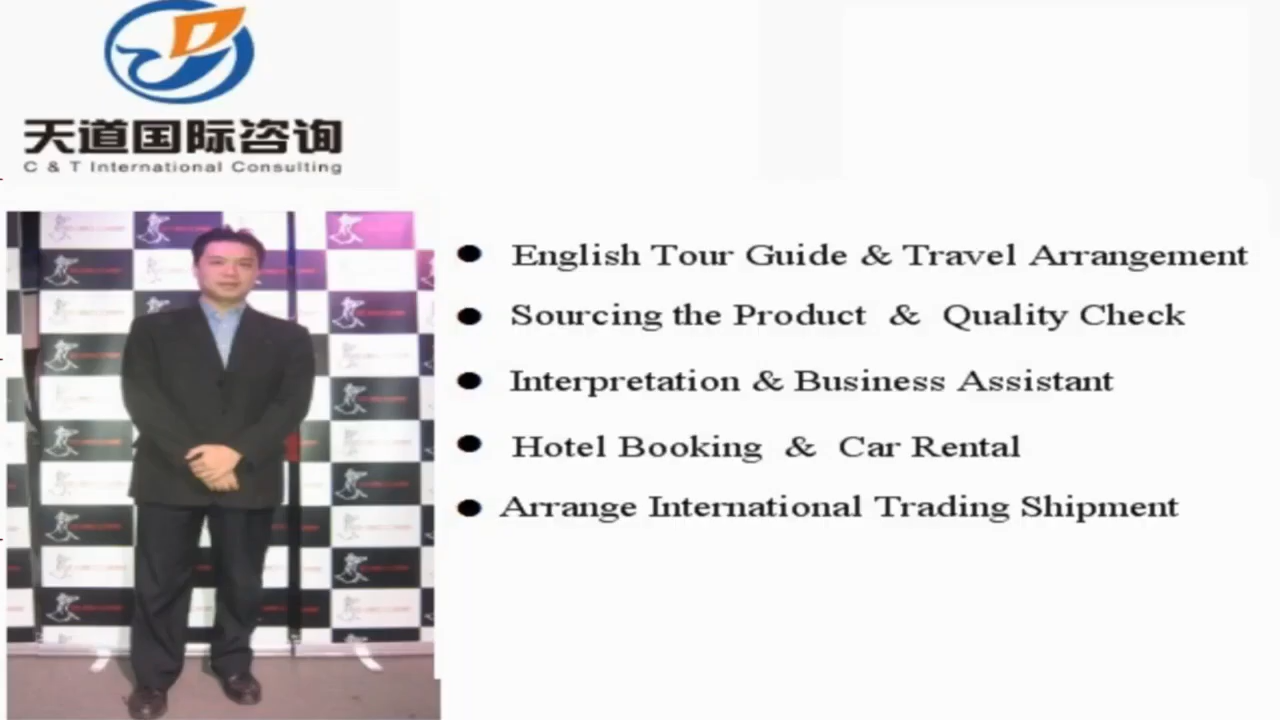 天道国际咨询
C & T International Consulting
English Tour Guide & Travel Arrangement
Sourcing the Product & Quality Check
Interpretation & Business Assistant
Hotel Booking & Car Rental
Arrange International Trading Shipment